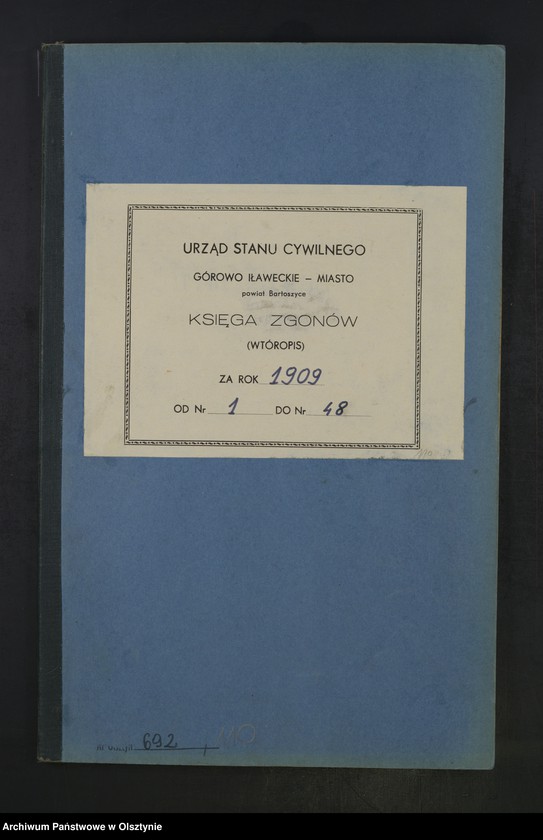 URZĄD STANU CYWILNEGO
GÓROWO IŁAWECKIE – MIASTO
powiat Bartoszyce
KSIĘGA ZGONÓW
(WTÓROPIS)
ZA ROK 1909
OD Nr 1 DO Nr 48
692
Archiwum Państwowe w Olsztynie